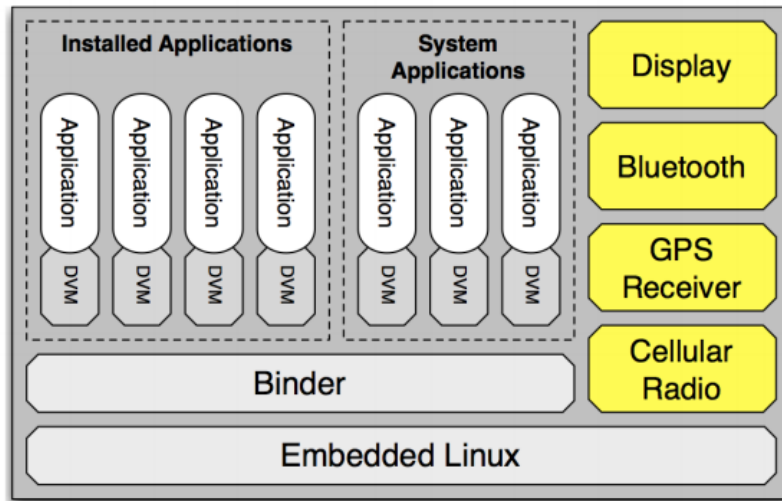 Installed Applications
Application
DVM
Application
DVM
Application
DVM
Application
DVM
System
Applications
Application
DVM
Application
DVM
Application
DVM
Display
Bluetooth
GPS
Receiver
Cellular
Radio
Binder
Embedded Linux